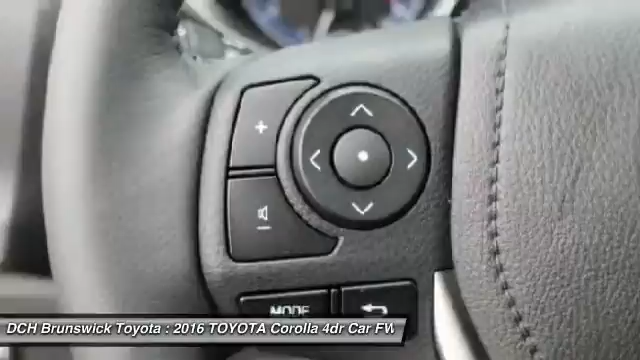 +
-
MODE
DCH Brunswick Toyota : 2016 TOYOTA Corolla 4dr Car FW